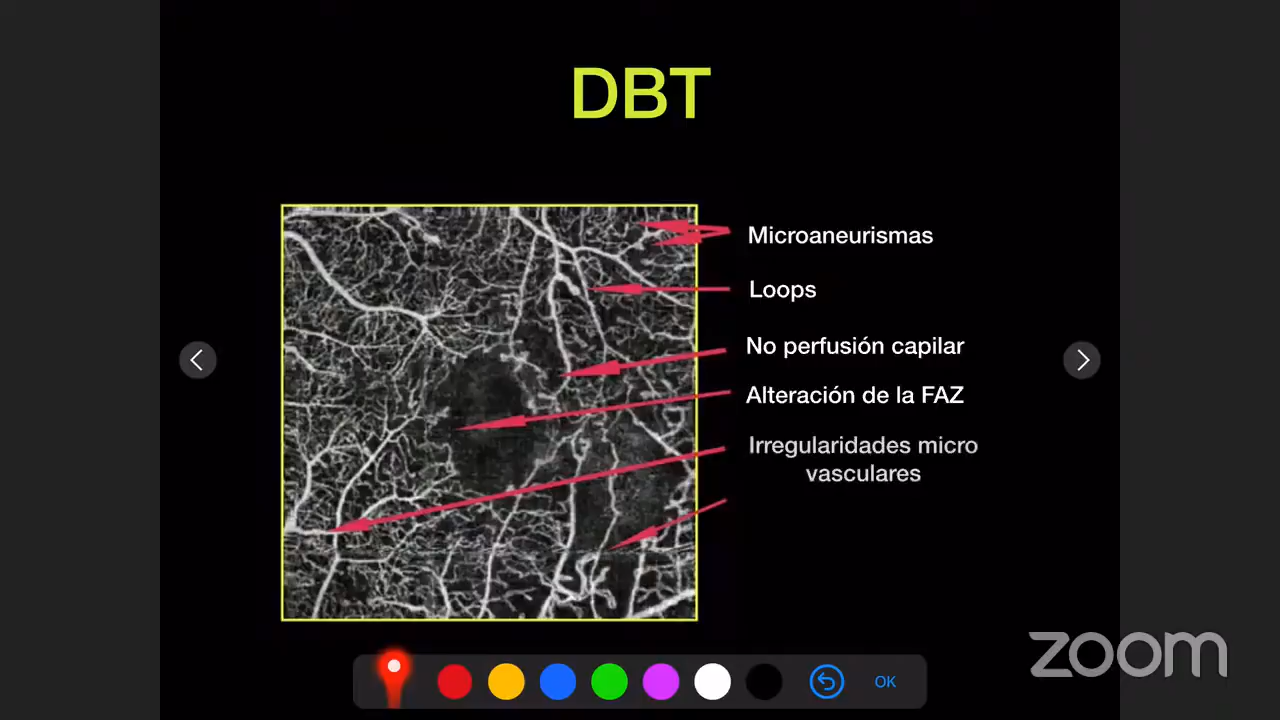 DBT
Microaneurismas
Loops
No perfusión capilar
Alteración de la FAZ
Irregularidades micro
vasculares
zoom
OK